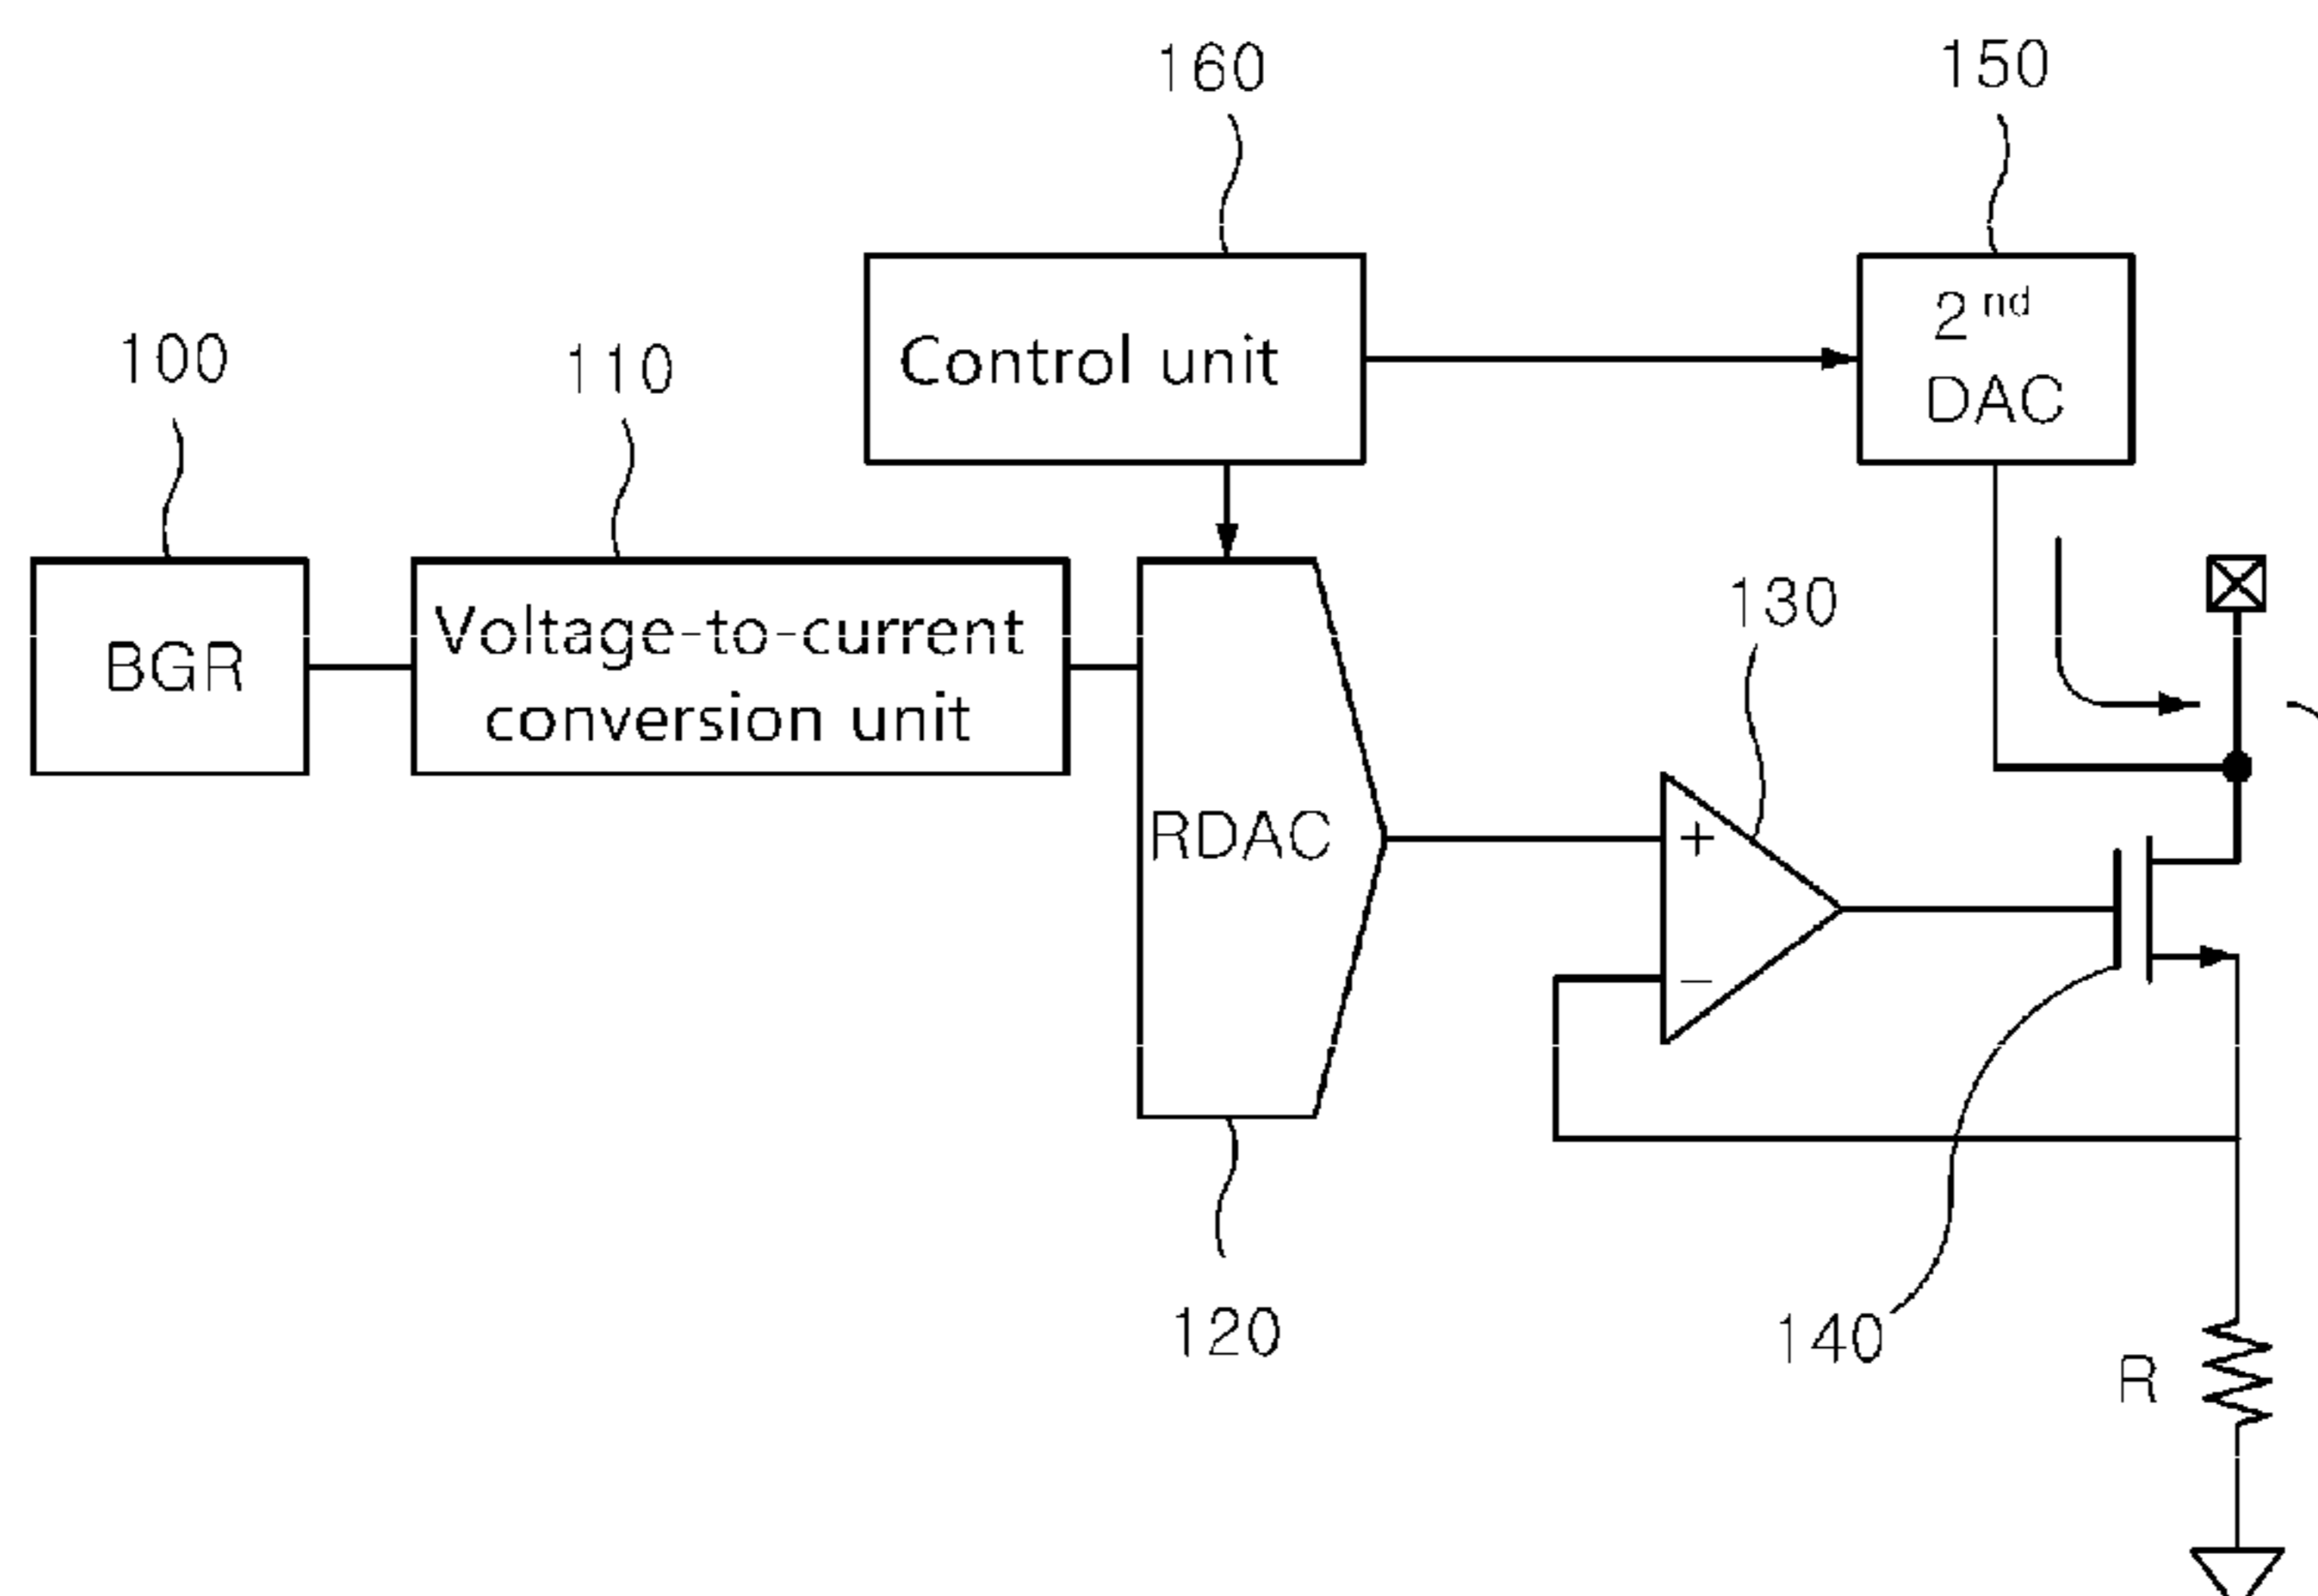 160
150
100
110
Control unit
2nd
DAC
130
BGR
Voltage-to-current
conversion unit
RDAC
+
−
120
140
R